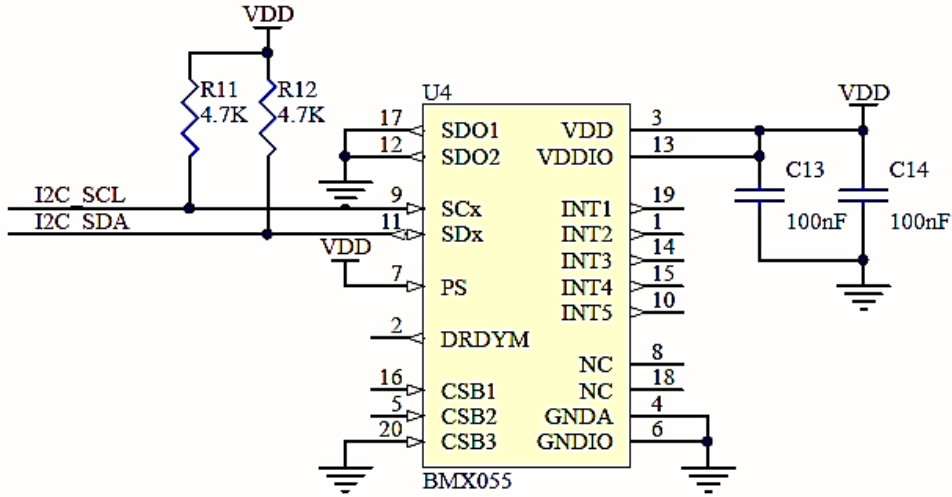 VDD
R11
4.7K
R12
4.7K
I2C_SCL
I2C_SDA
VDD
U4
17 SDO1
12 SDO2
9 SCx
11 SDx
7 PS
2 DRDYM
16 CSB1
5 CSB2
20 CSB3
VDD 3
VDDIO 13
INT1 19
INT2 1
INT3 14
INT4 15
INT5 10
NC 8
NC 18
GNDA 4
GNDIO 6
BMX055
VDD
C13
100nF
C14
100nF